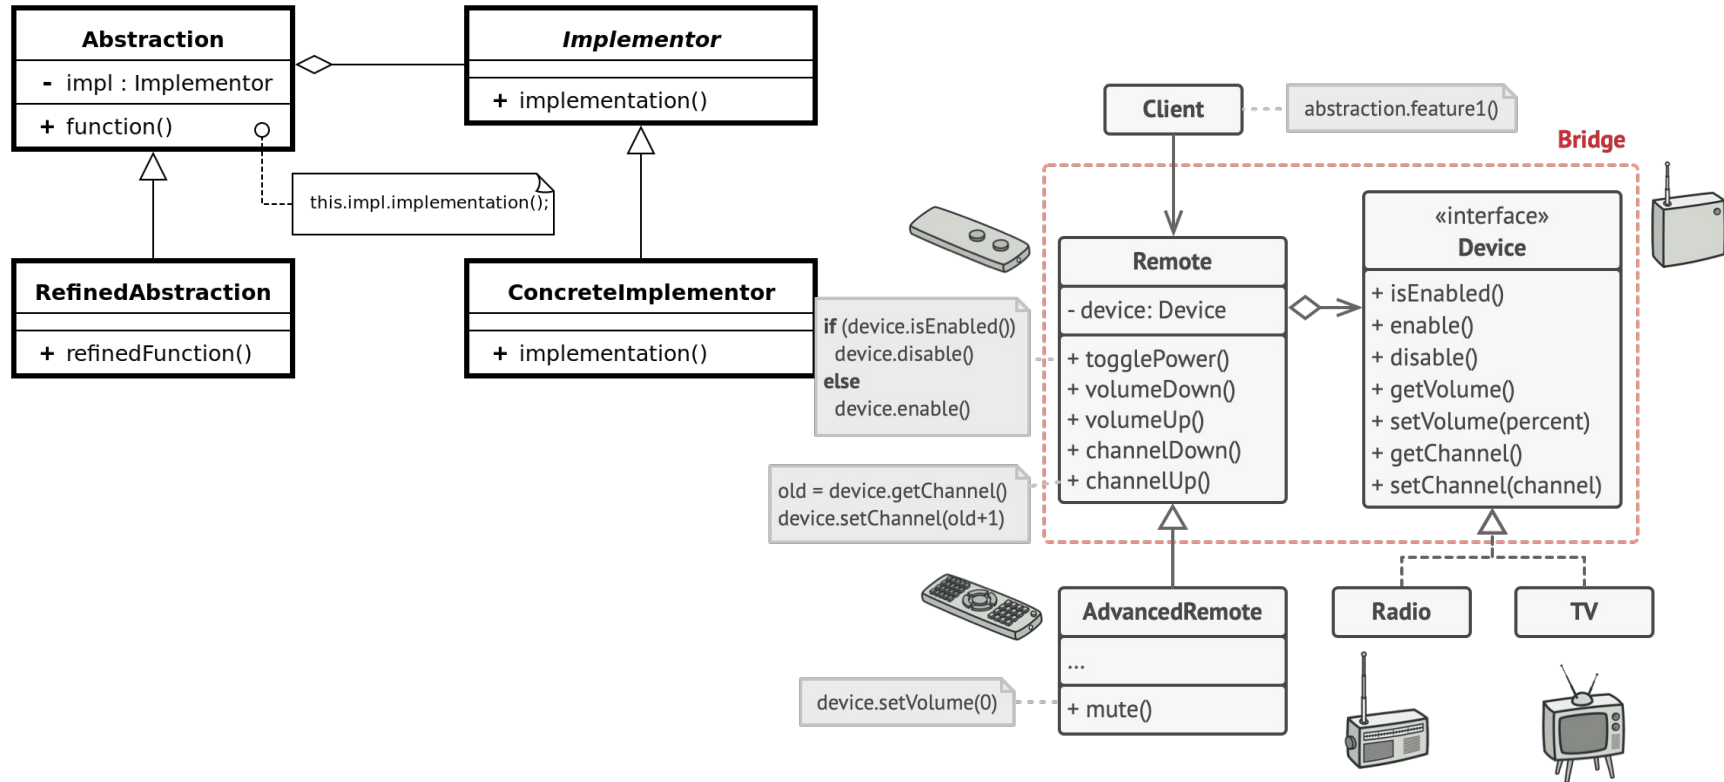 Abstraction
- impl : Implementor
+ function()
Implementor
+ implementation()
this.impl.implementation();
RefinedAbstraction
+ refinedFunction()
ConcreteImplementor
+ implementation()
Client
abstraction.feature1()
Bridge
Remote
- device: Device
+ togglePower()
+ volumeDown()
+ volumeUp()
+ channelDown()
+ channelUp()
«interface»
Device
+ isEnabled()
+ enable()
+ disable()
+ getVolume()
+ setVolume(percent)
+ getChannel()
+ setChannel(channel)
if (device.isEnabled())
device.disable()
else
device.enable()
old = device.getChannel()
device.setChannel(old+1)
AdvancedRemote
...
+ mute()
device.setVolume(0)
Radio
TV